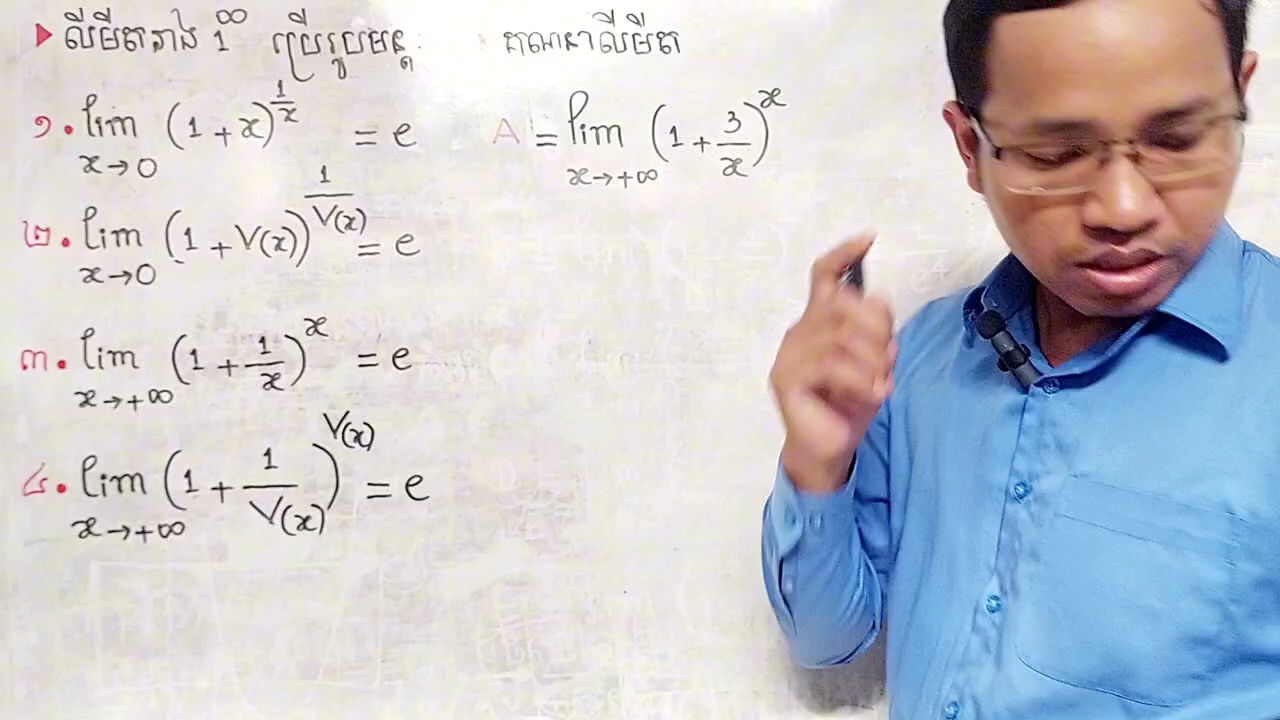 ▶ លីមីតរាង 1^∞ ប្រើរូបមន្ត
១. lim_{x→0} (1 + x)^{1/x} = e
២. lim_{x→0} (1 + V(x))^{1/V(x)} = e
៣. lim_{x→+∞} (1 + 1/x)^x = e
៤. lim_{x→+∞} (1 + 1/V(x))^{V(x)} = e
គណនាលីមីត
A = lim_{x→+∞} (1 + 3/x)^x